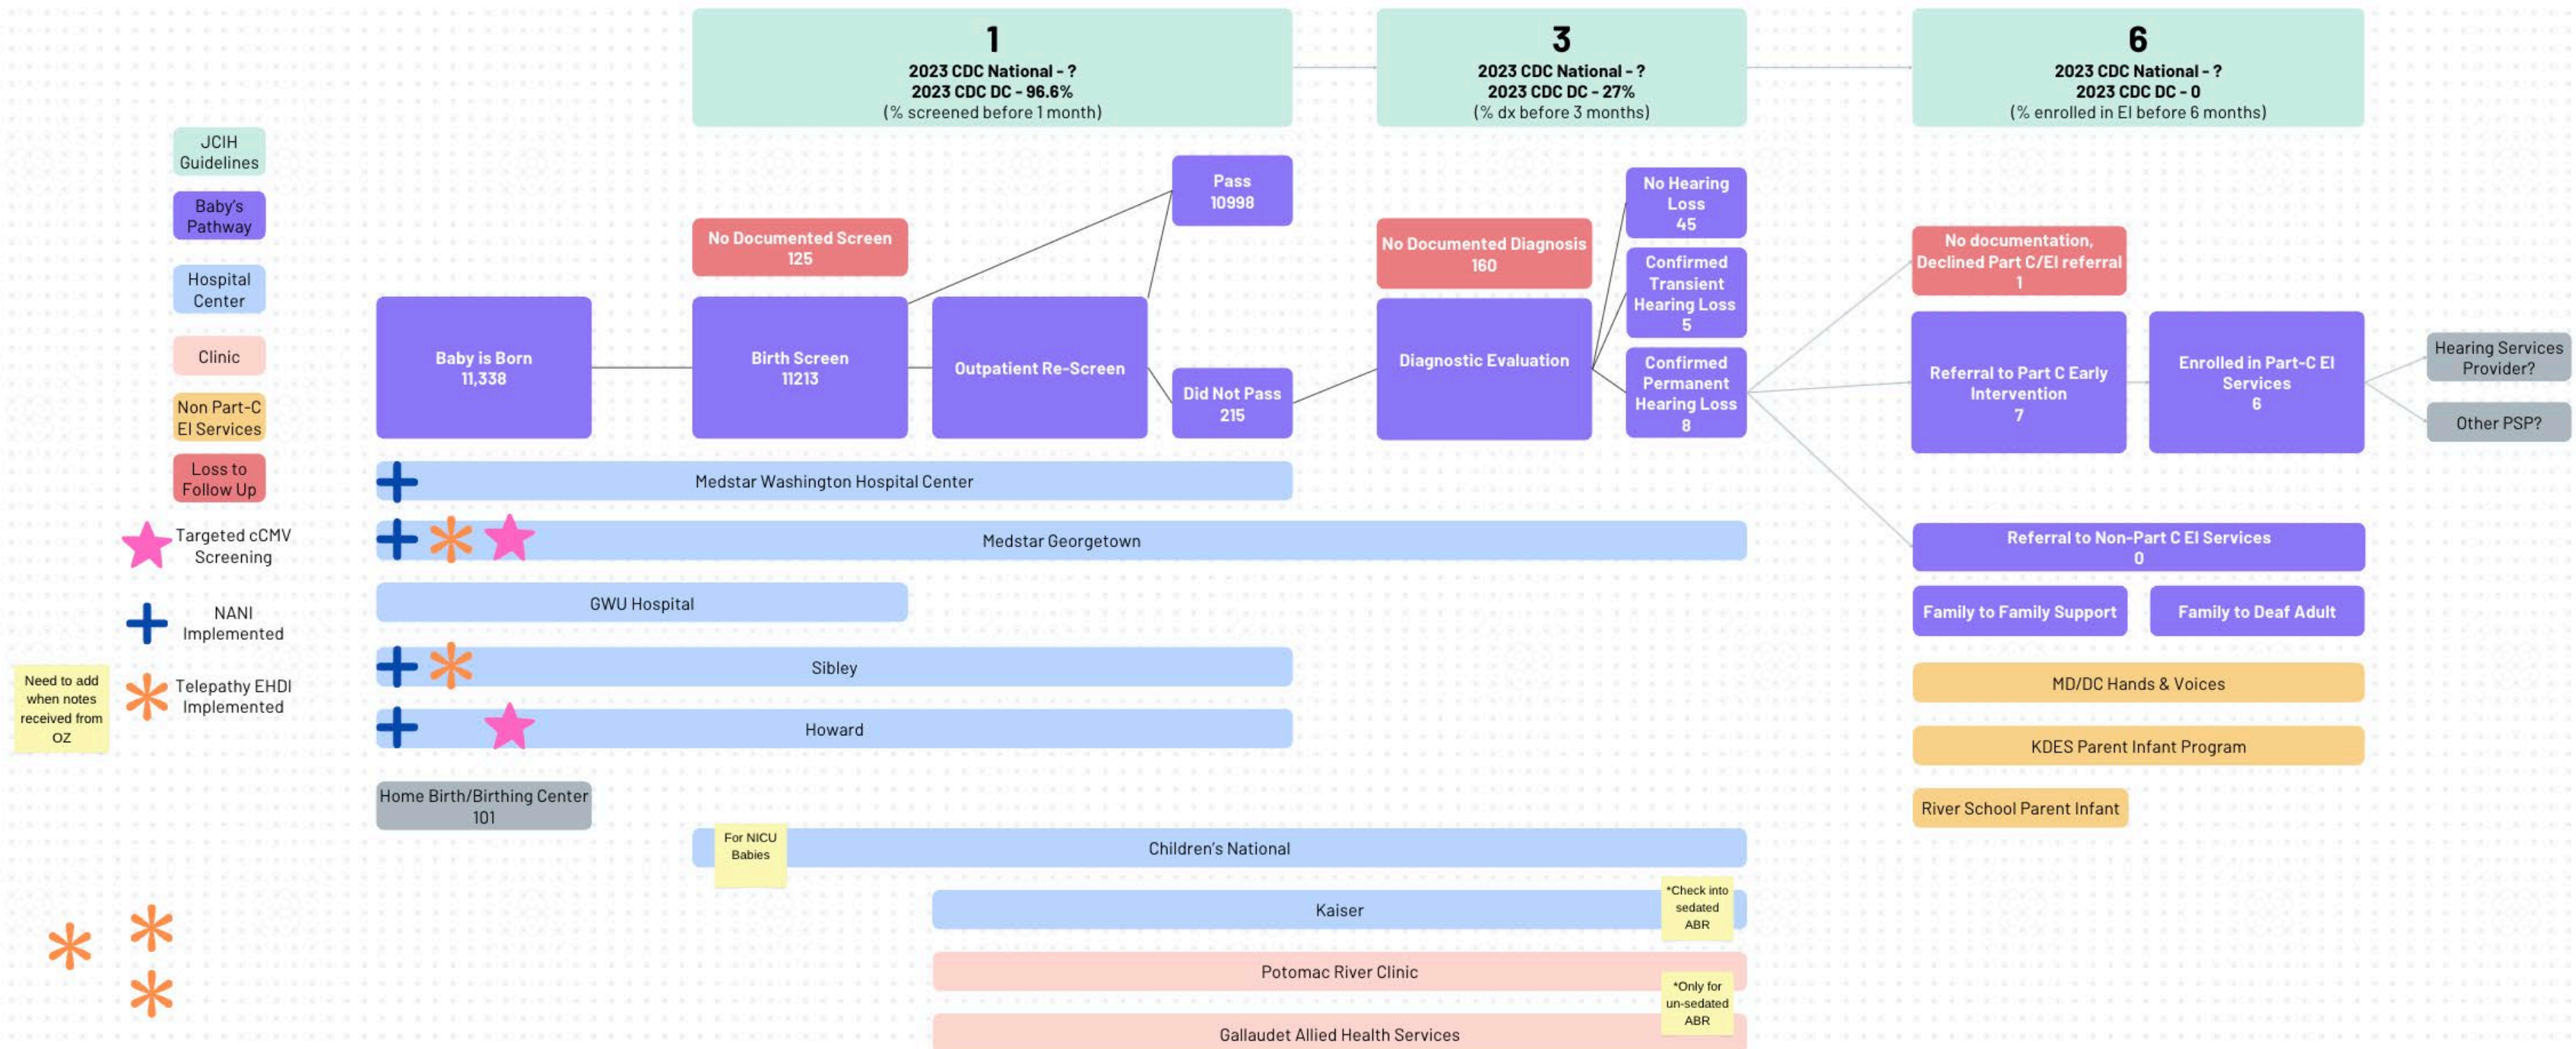 1
2023 CDC National - ?
2023 CDC DC - 96.6%
(% screened before 1 month)
3
2023 CDC National - ?
2023 CDC DC - 27%
(% dx before 3 months)
6
2023 CDC National - ?
2023 CDC DC - 0
(% enrolled in EI before 6 months)
JCIH
Guidelines
Baby's
Pathway
Hospital
Center
Clinic
Non Part-C
EI Services
Loss to
Follow Up
Targeted cCMV
Screening
NANI
Implemented
Telepathy EHDI
Implemented
Need to add
when notes
received from
OZ
Baby is Born
11,338
No Documented Screen
125
Birth Screen
11213
Outpatient Re-Screen
Pass
10998
Did Not Pass
215
No Documented Diagnosis
160
Diagnostic Evaluation
No Hearing
Loss
45
Confirmed
Transient
Hearing Loss
5
Confirmed
Permanent
Hearing Loss
8
No documentation,
Declined Part C/EI referral
1
Referral to Part C Early
Intervention
7
Enrolled in Part-C EI
Services
6
Hearing Services
Provider?
Other PSP?
Referral to Non-Part C EI Services
0
Family to Family Support
Family to Deaf Adult
MD/DC Hands & Voices
KDES Parent Infant Program
River School Parent Infant
Medstar Washington Hospital Center
Medstar Georgetown
GWU Hospital
Sibley
Howard
Home Birth/Birthing Center
101
For NICU
Babies
Children's National
Kaiser
*Check into
sedated
ABR
Potomac River Clinic
*Only for
un-sedated
ABR
Gallaudet Allied Health Services